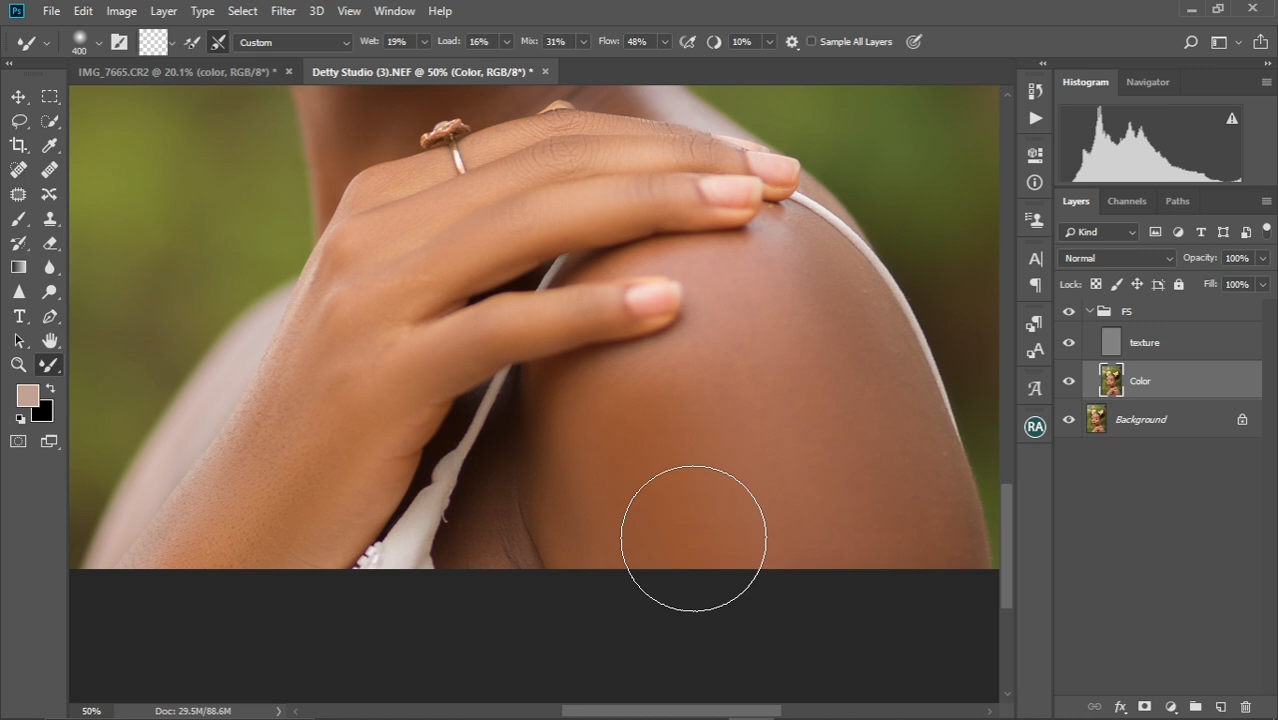 Ps File Edit Image Layer Type Select Filter 3D View Window Help
400 Custom Wet: 19% Load: 16% Mix: 31% Flow: 48% 10% Sample All Layers
IMG_7665.CR2 @ 20.1% (color, RGB/8*) * × Detty Studio (3).NEF @ 50% (Color, RGB/8*) * ×
Histogram Navigator
Layers Channels Paths
Kind
Normal Opacity: 100%
Lock: Fill: 100%
FS
texture
Color
Background
RA
50% Doc: 29.5M/88.6M